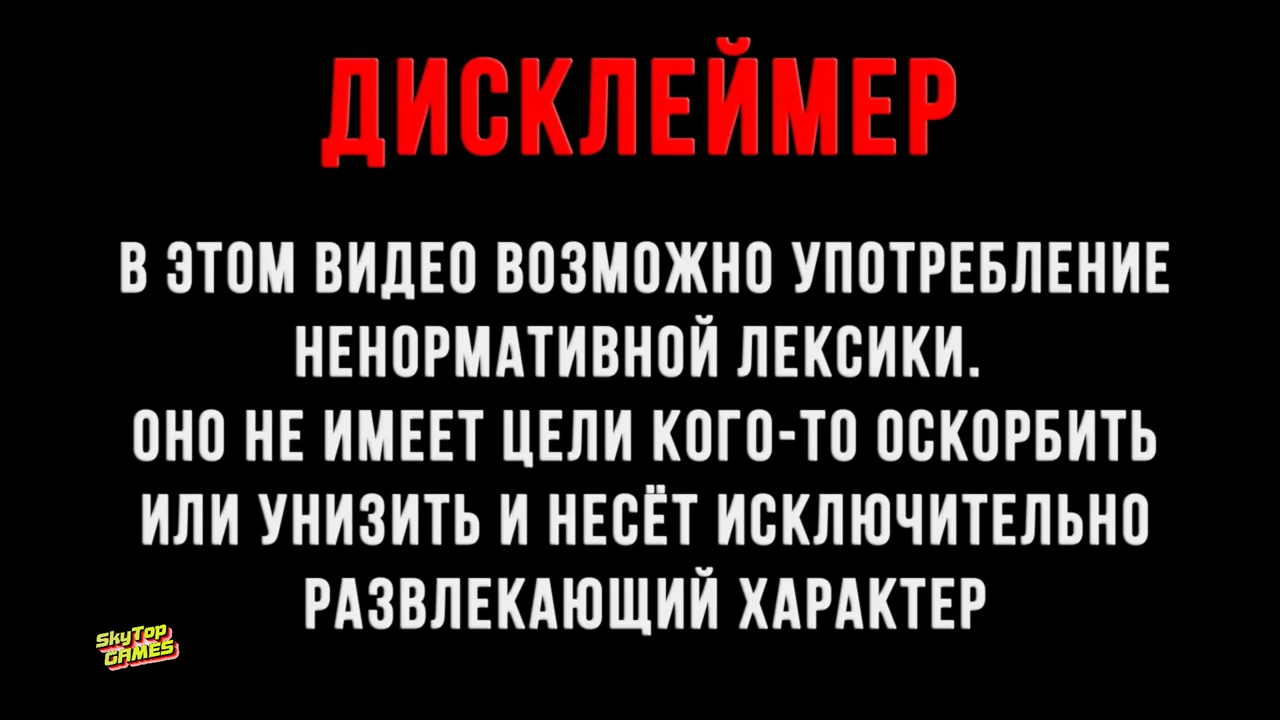 ДИСКЛЕЙМЕР
В ЭТОМ ВИДЕО ВОЗМОЖНО УПОТРЕБЛЕНИЕ
НЕНОРМАТИВНОЙ ЛЕКСИКИ.
ОНО НЕ ИМЕЕТ ЦЕЛИ КОГО-ТО ОСКОРБИТЬ
ИЛИ УНИЗИТЬ И НЕСЁТ ИСКЛЮЧИТЕЛЬНО
РАЗВЛЕКАЮЩИЙ ХАРАКТЕР
SkyTop
GAMES